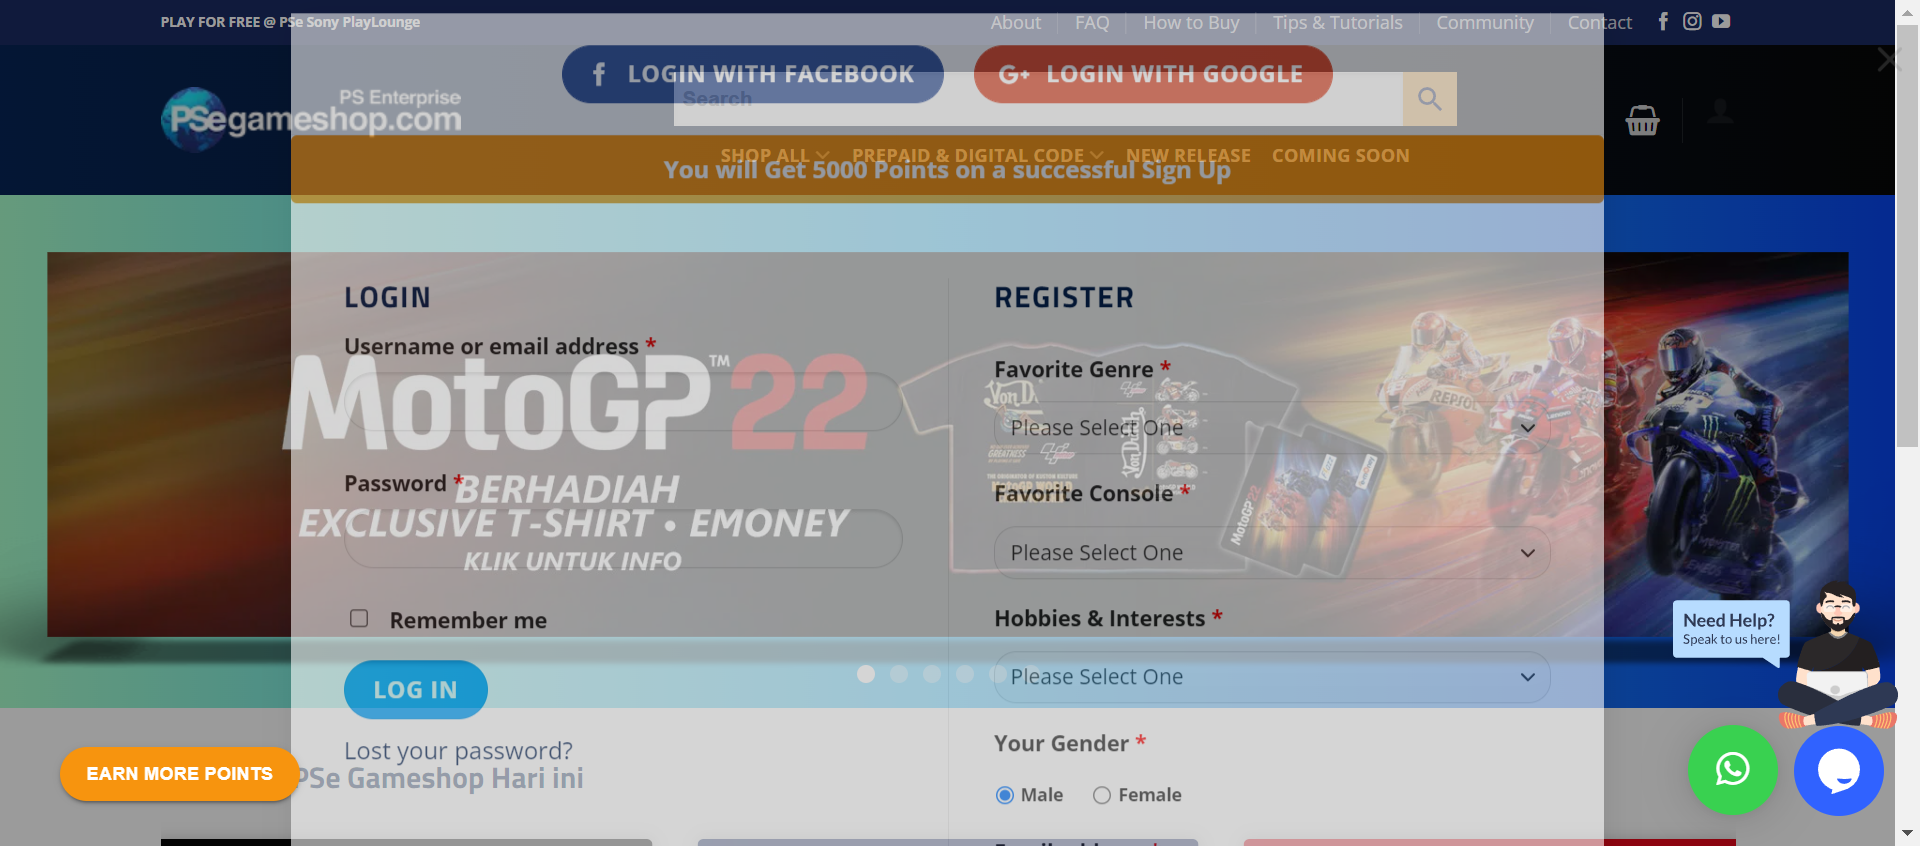 PLAY FOR FREE @ PSe Sony PlayLounge
About
FAQ
How to Buy
Tips & Tutorials
Community
Contact
LOGIN WITH FACEBOOK
G+ LOGIN WITH GOOGLE
PS Enterprise
PSegameshop.com
Search
SHOP ALL
PREPAID & DIGITAL CODE
NEW RELEASE
COMING SOON
You will Get 5000 Points on a successful Sign Up
LOGIN
Username or email address *
MotoGP™22
Password *
BERHADIAH
EXCLUSIVE T-SHIRT • EMONEY
KLIK UNTUK INFO
Remember me
LOG IN
Lost your password?
PSe Gameshop Hari ini
EARN MORE POINTS
REGISTER
Favorite Genre *
Please Select One
Favorite Console *
Please Select One
Hobbies & Interests *
Please Select One
Your Gender *
Male
Female
REPSOL
Von Dutch
MotoGP 22
Need Help?
Speak to us here!